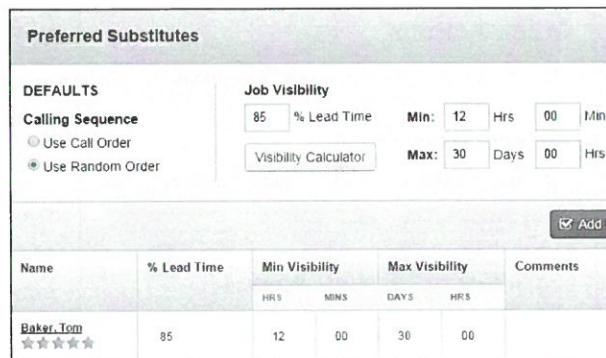 Preferred Substitutes
DEFAULTS
Calling Sequence
Use Call Order
Use Random Order
Job Visibility
85 % Lead Time Min: 12 Hrs 00 Min
Visibility Calculator Max: 30 Days 00 Hrs
Add
Name % Lead Time Min Visibility Max Visibility Comments
HRS MINS DAYS HRS
Baker, Tom 85 12 00 30 00